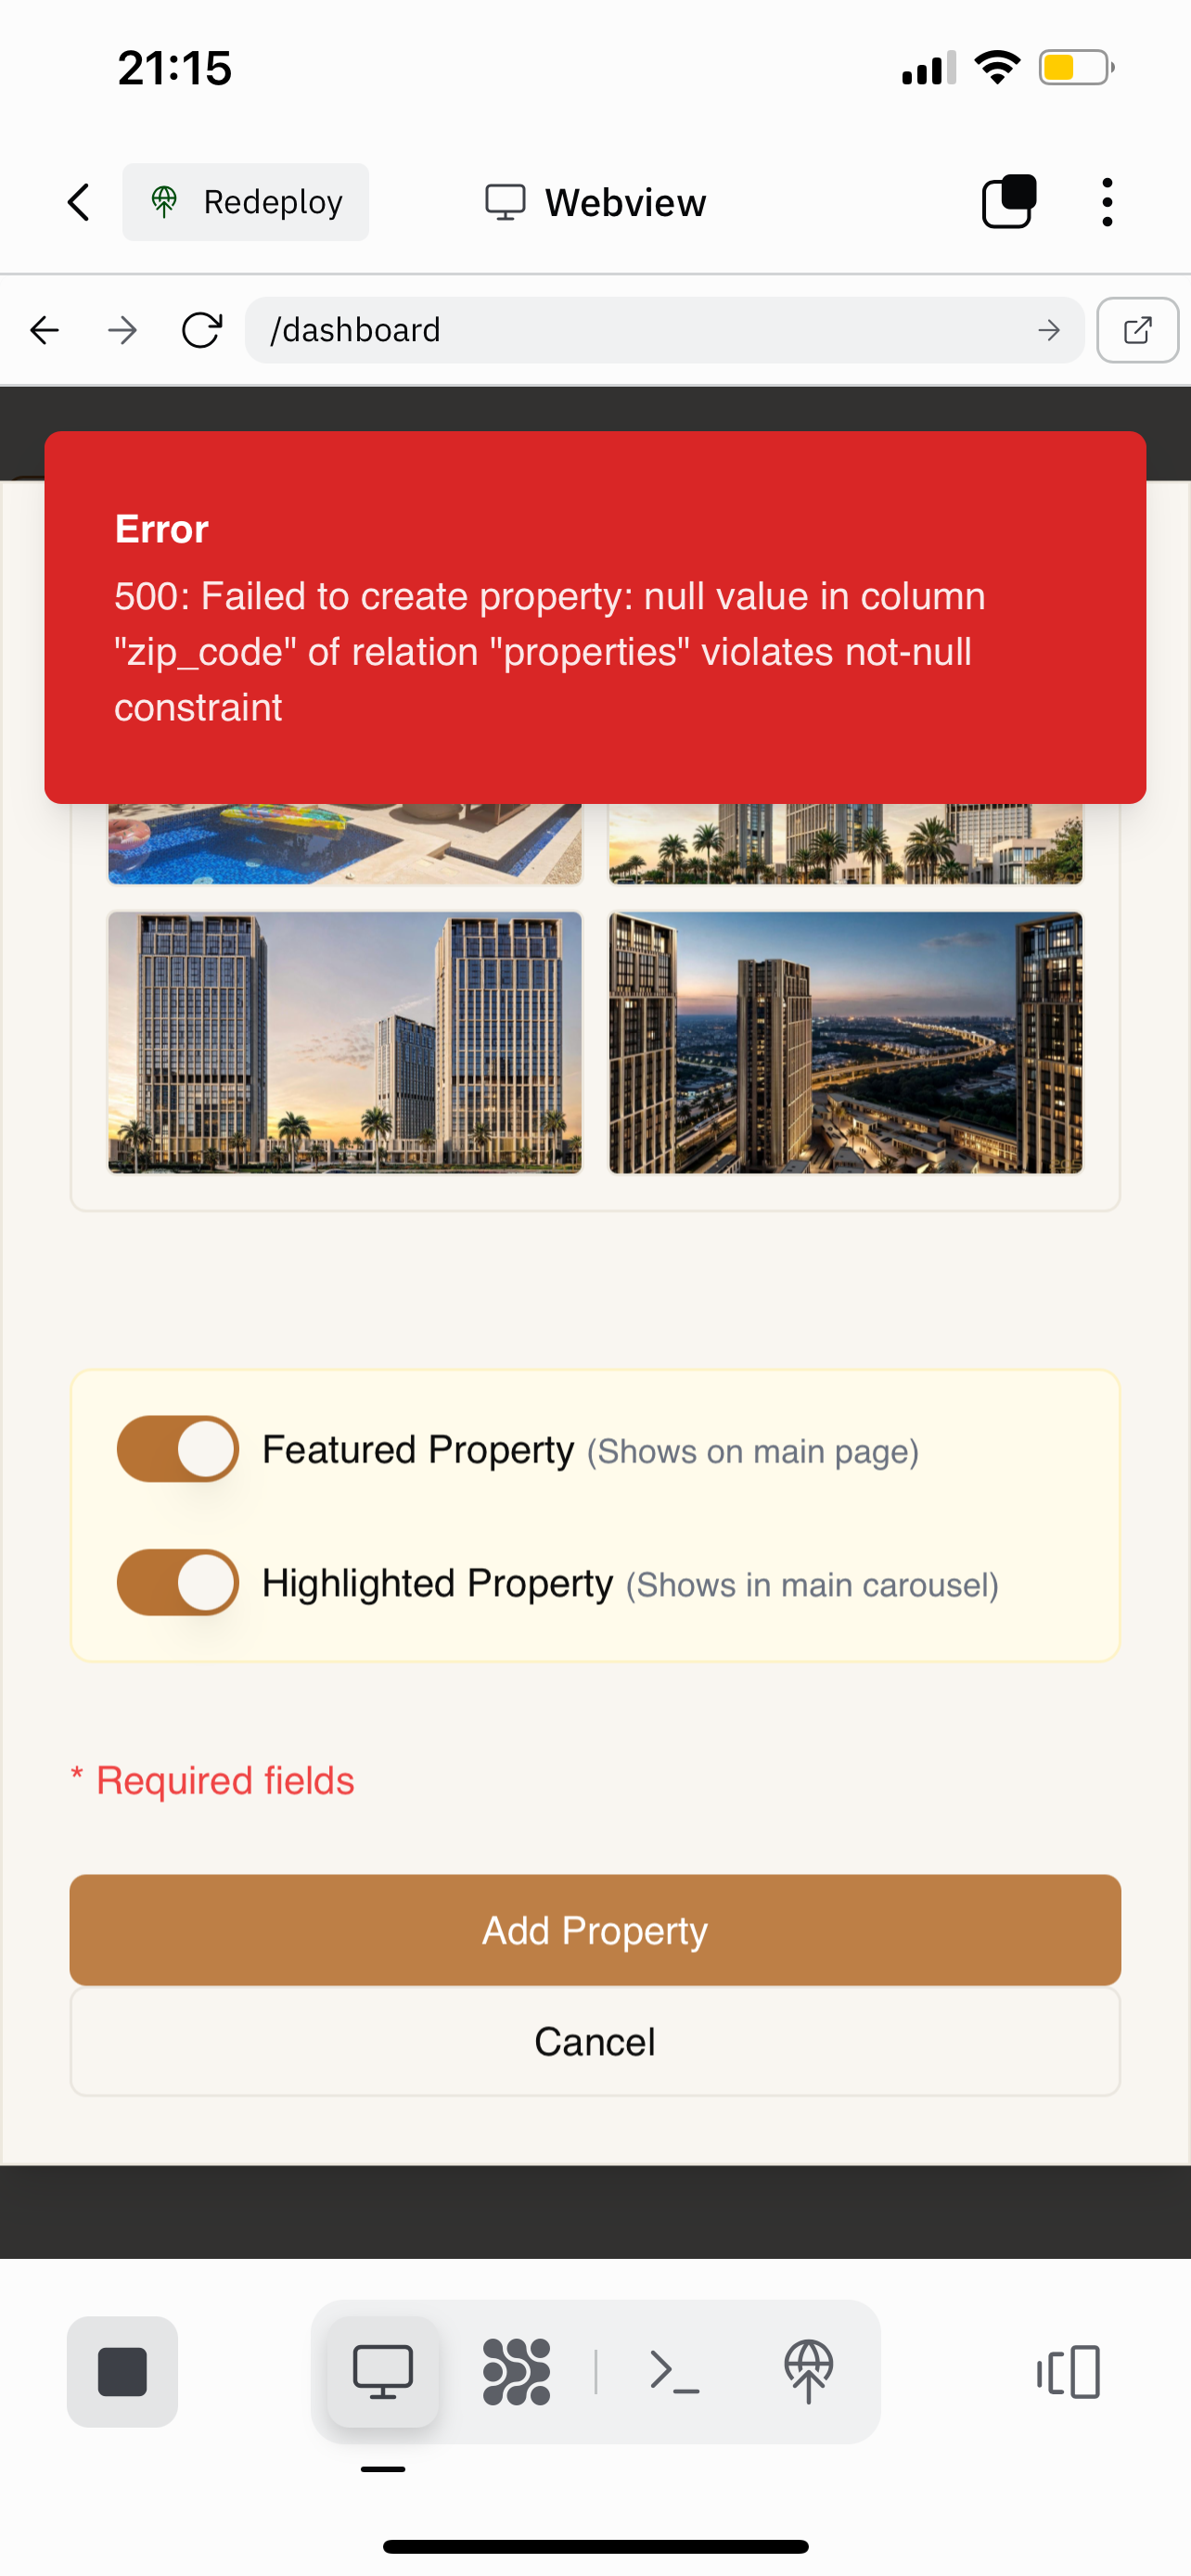 21:15
Redeploy
Webview
/dashboard
Error
500: Failed to create property: null value in column
"zip_code" of relation "properties" violates not-null
constraint
Featured Property (Shows on main page)
Highlighted Property (Shows in main carousel)
* Required fields
Add Property
Cancel